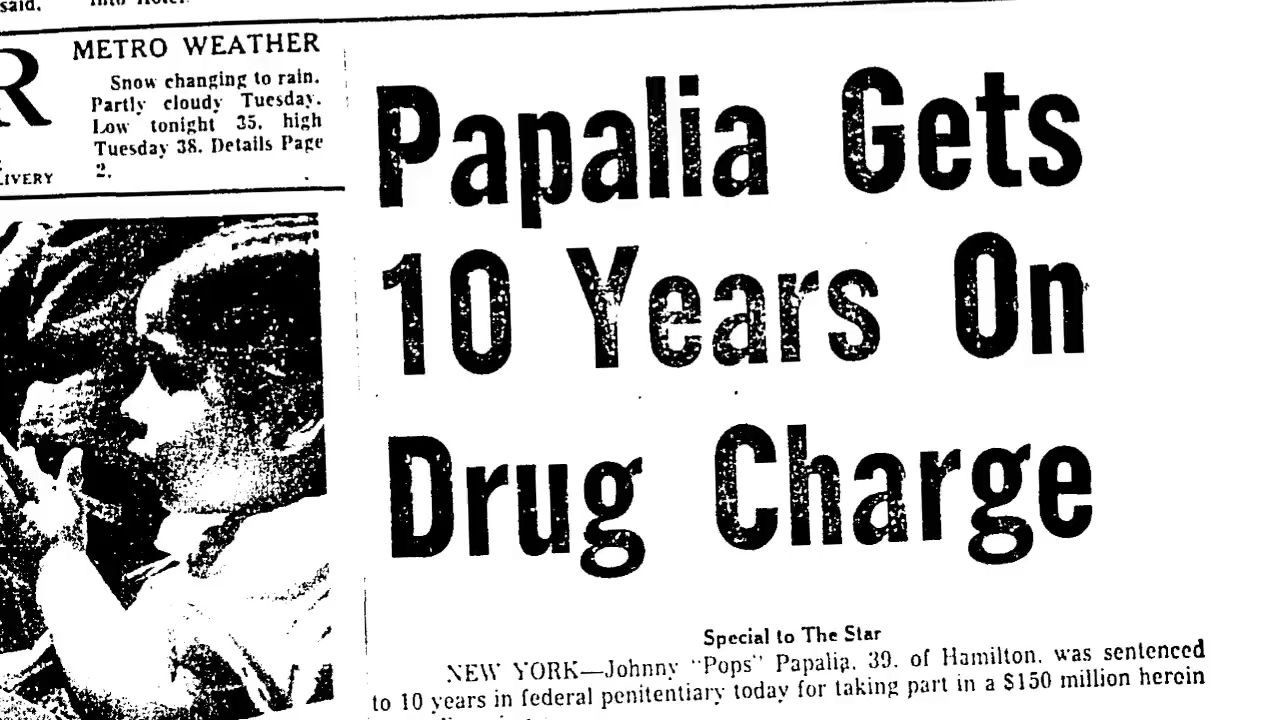 said.
METRO WEATHER
Snow changing to rain.
Partly cloudy Tuesday.
Low tonight 35, high
Tuesday 38. Details Page
2.
R
LIVERY
Papalia Gets
10 Years On
Drug Charge
Special to The Star
NEW YORK—Johnny "Pops" Papalia, 39, of Hamilton, was sentenced
to 10 years in federal penitentiary today for taking part in a $150 million heroin